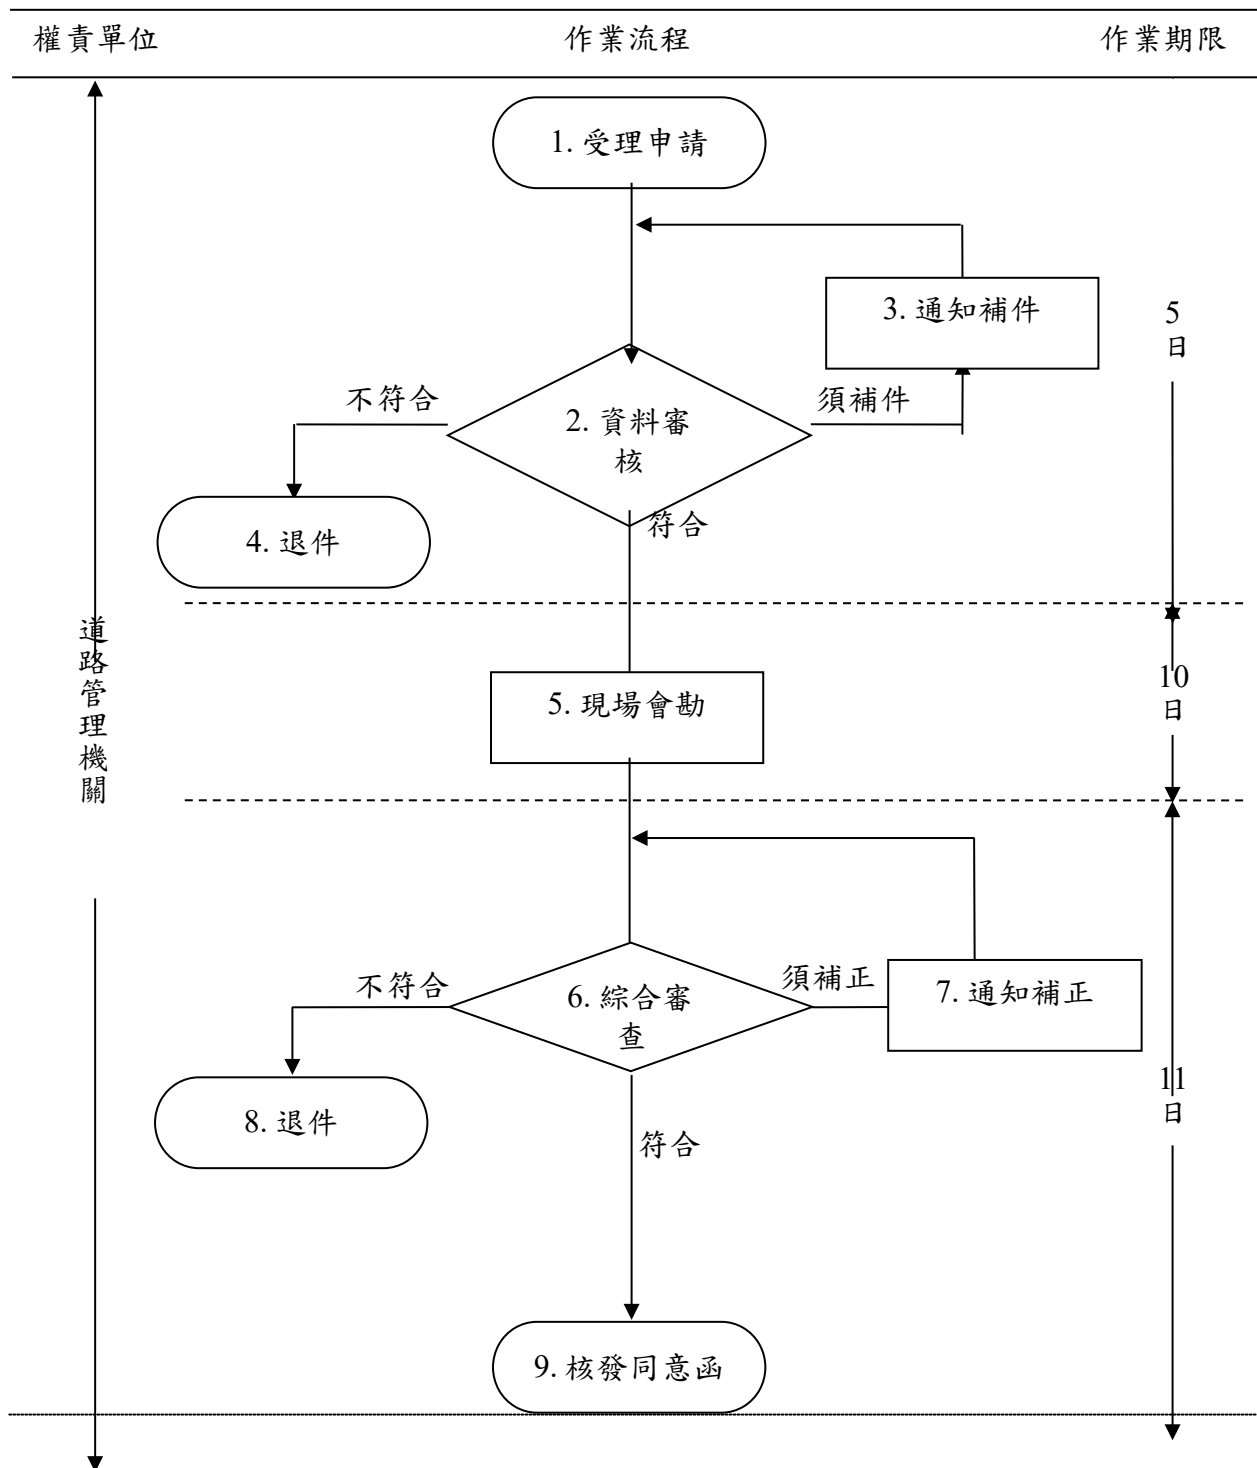 權責單位
作業流程
作業期限
1. 受理申請
3. 通知補件
5
日
不符合
須補件
2. 資料審
核
符合
4. 退件
道路管理機關
5. 現場會勘
10
日
不符合
須補正
6. 綜合審
查
7. 通知補正
8. 退件
11
日
符合
9. 核發同意函